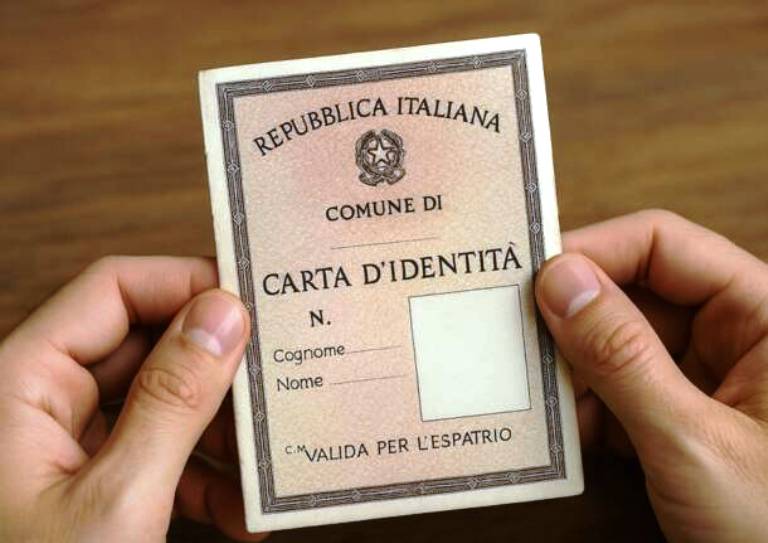 REPUBBLICA ITALIANA
COMUNE DI
CARTA D'IDENTITÀ
N.
Cognome
Nome
C.M VALIDA PER L'ESPATRIO